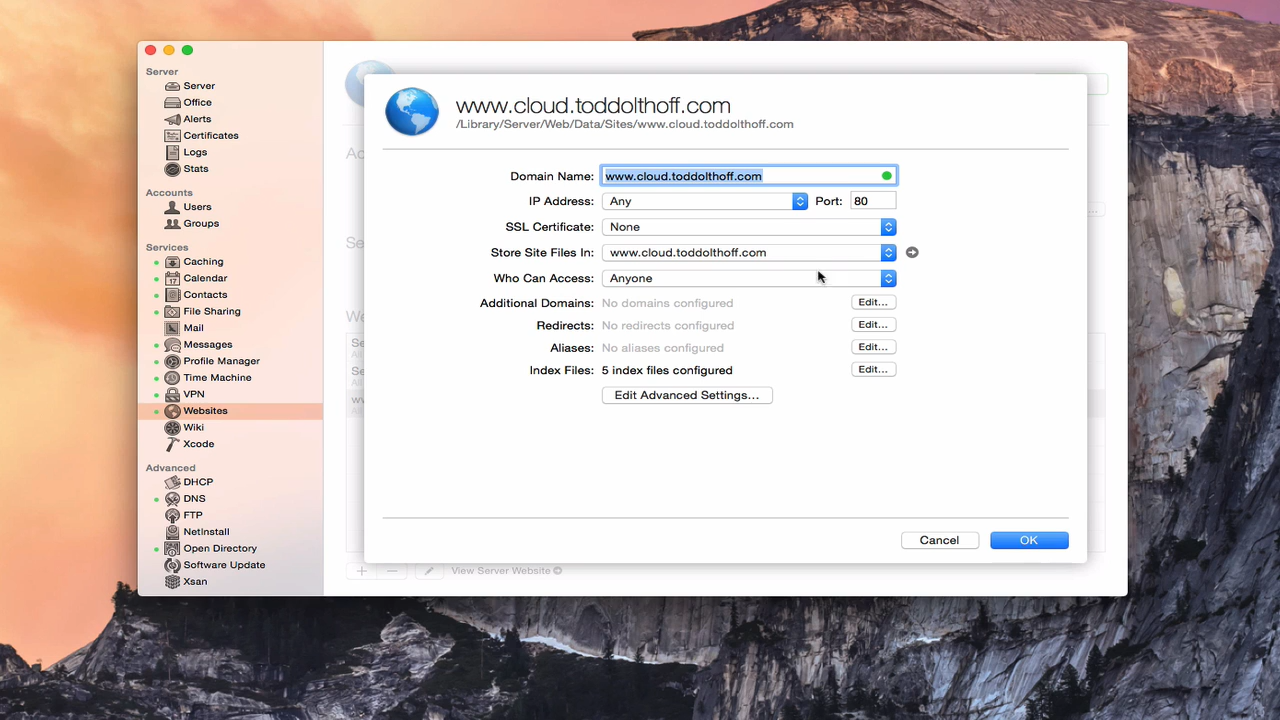 Server
Server
Office
Alerts
Certificates
Logs
Stats
Accounts
Users
Groups
Services
Caching
Calendar
17
Contacts
File Sharing
Mail
Messages
Profile Manager
Time Machine
VPN
Websites
Wiki
Xcode
Advanced
DHCP
DNS
FTP
NetInstall
Open Directory
Software Update
Xsan
www.cloud.toddolthoff.com
/Library/Server/Web/Data/Sites/www.cloud.toddolthoff.com
Domain Name: www.cloud.toddolthoff.com
IP Address: Any Port: 80
SSL Certificate: None
Store Site Files In: www.cloud.toddolthoff.com
Who Can Access: Anyone
Additional Domains: No domains configured Edit...
Redirects: No redirects configured Edit...
Aliases: No aliases configured Edit...
Index Files: 5 index files configured Edit...
Edit Advanced Settings...
Cancel OK
+ − View Server Website